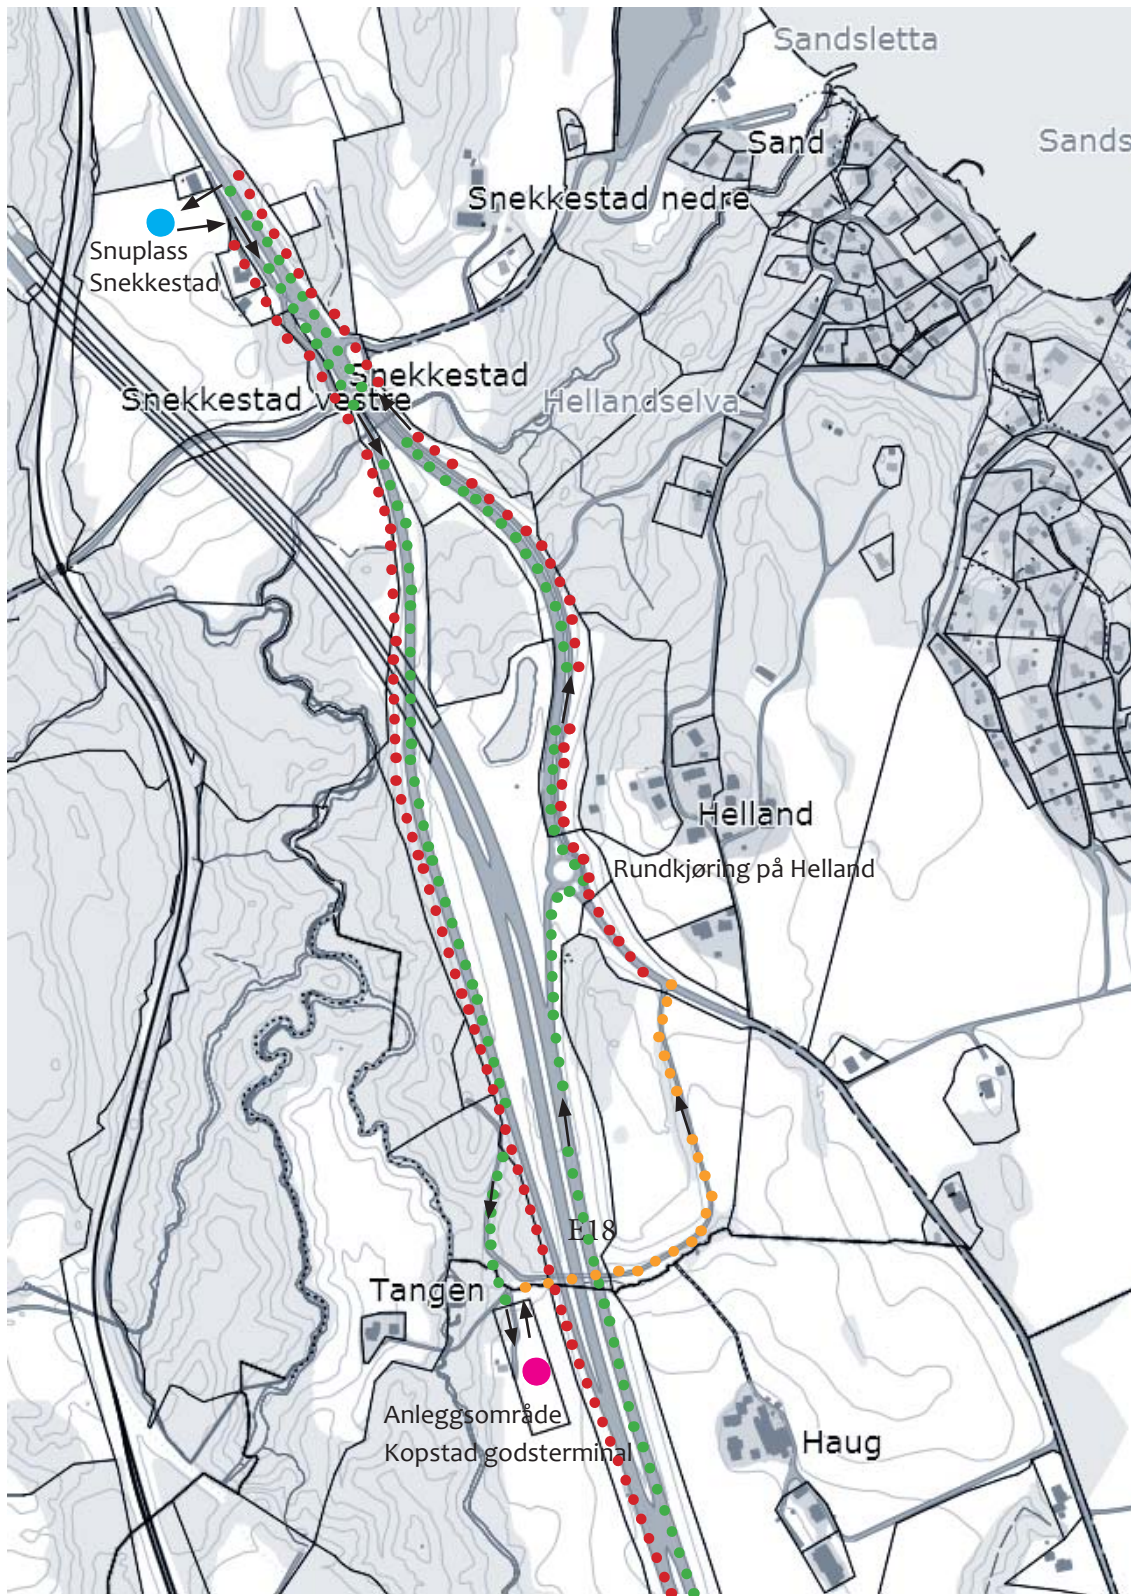 Sandsletta
Sand
Sands
Snekkestad nedre
Snuplass
Snekkestad
Snekkestad
Snekkestad vestre
Hellandselva
Helland
Rundkjøring på Helland
E18
Tangen
Anleggsområde
Kopstad godsterminal
Haug